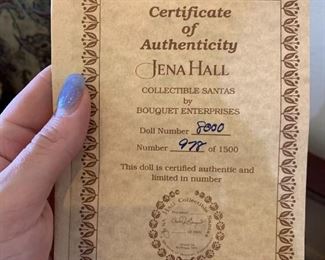 Certificate
of
Authenticity
JENA HALL
COLLECTIBLE SANTAS
by
BOUQUET ENTERPRISES
Doll Number 8000
Number 978 of 1500
This doll is certified authentic and
limited in number